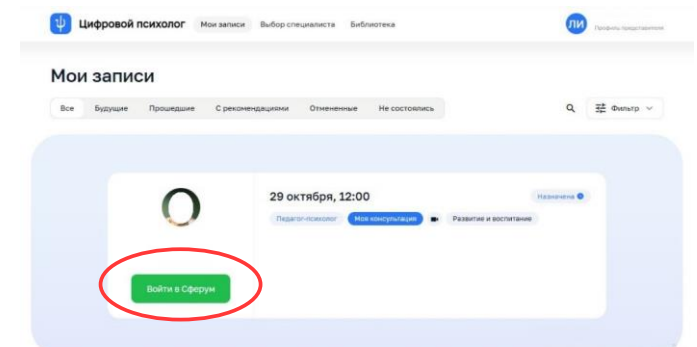 Цифровой психолог Мои записи Выбор специалиста Библиотека ЛИ Профиль представителя
Мои записи
Все Будущие Прошедшие С рекомендациями Отмененные Не состоялись Фильтр
29 октября, 12:00 Назначена
Педагог-психолог Моя консультация Развитие и воспитание
Войти в Сферум